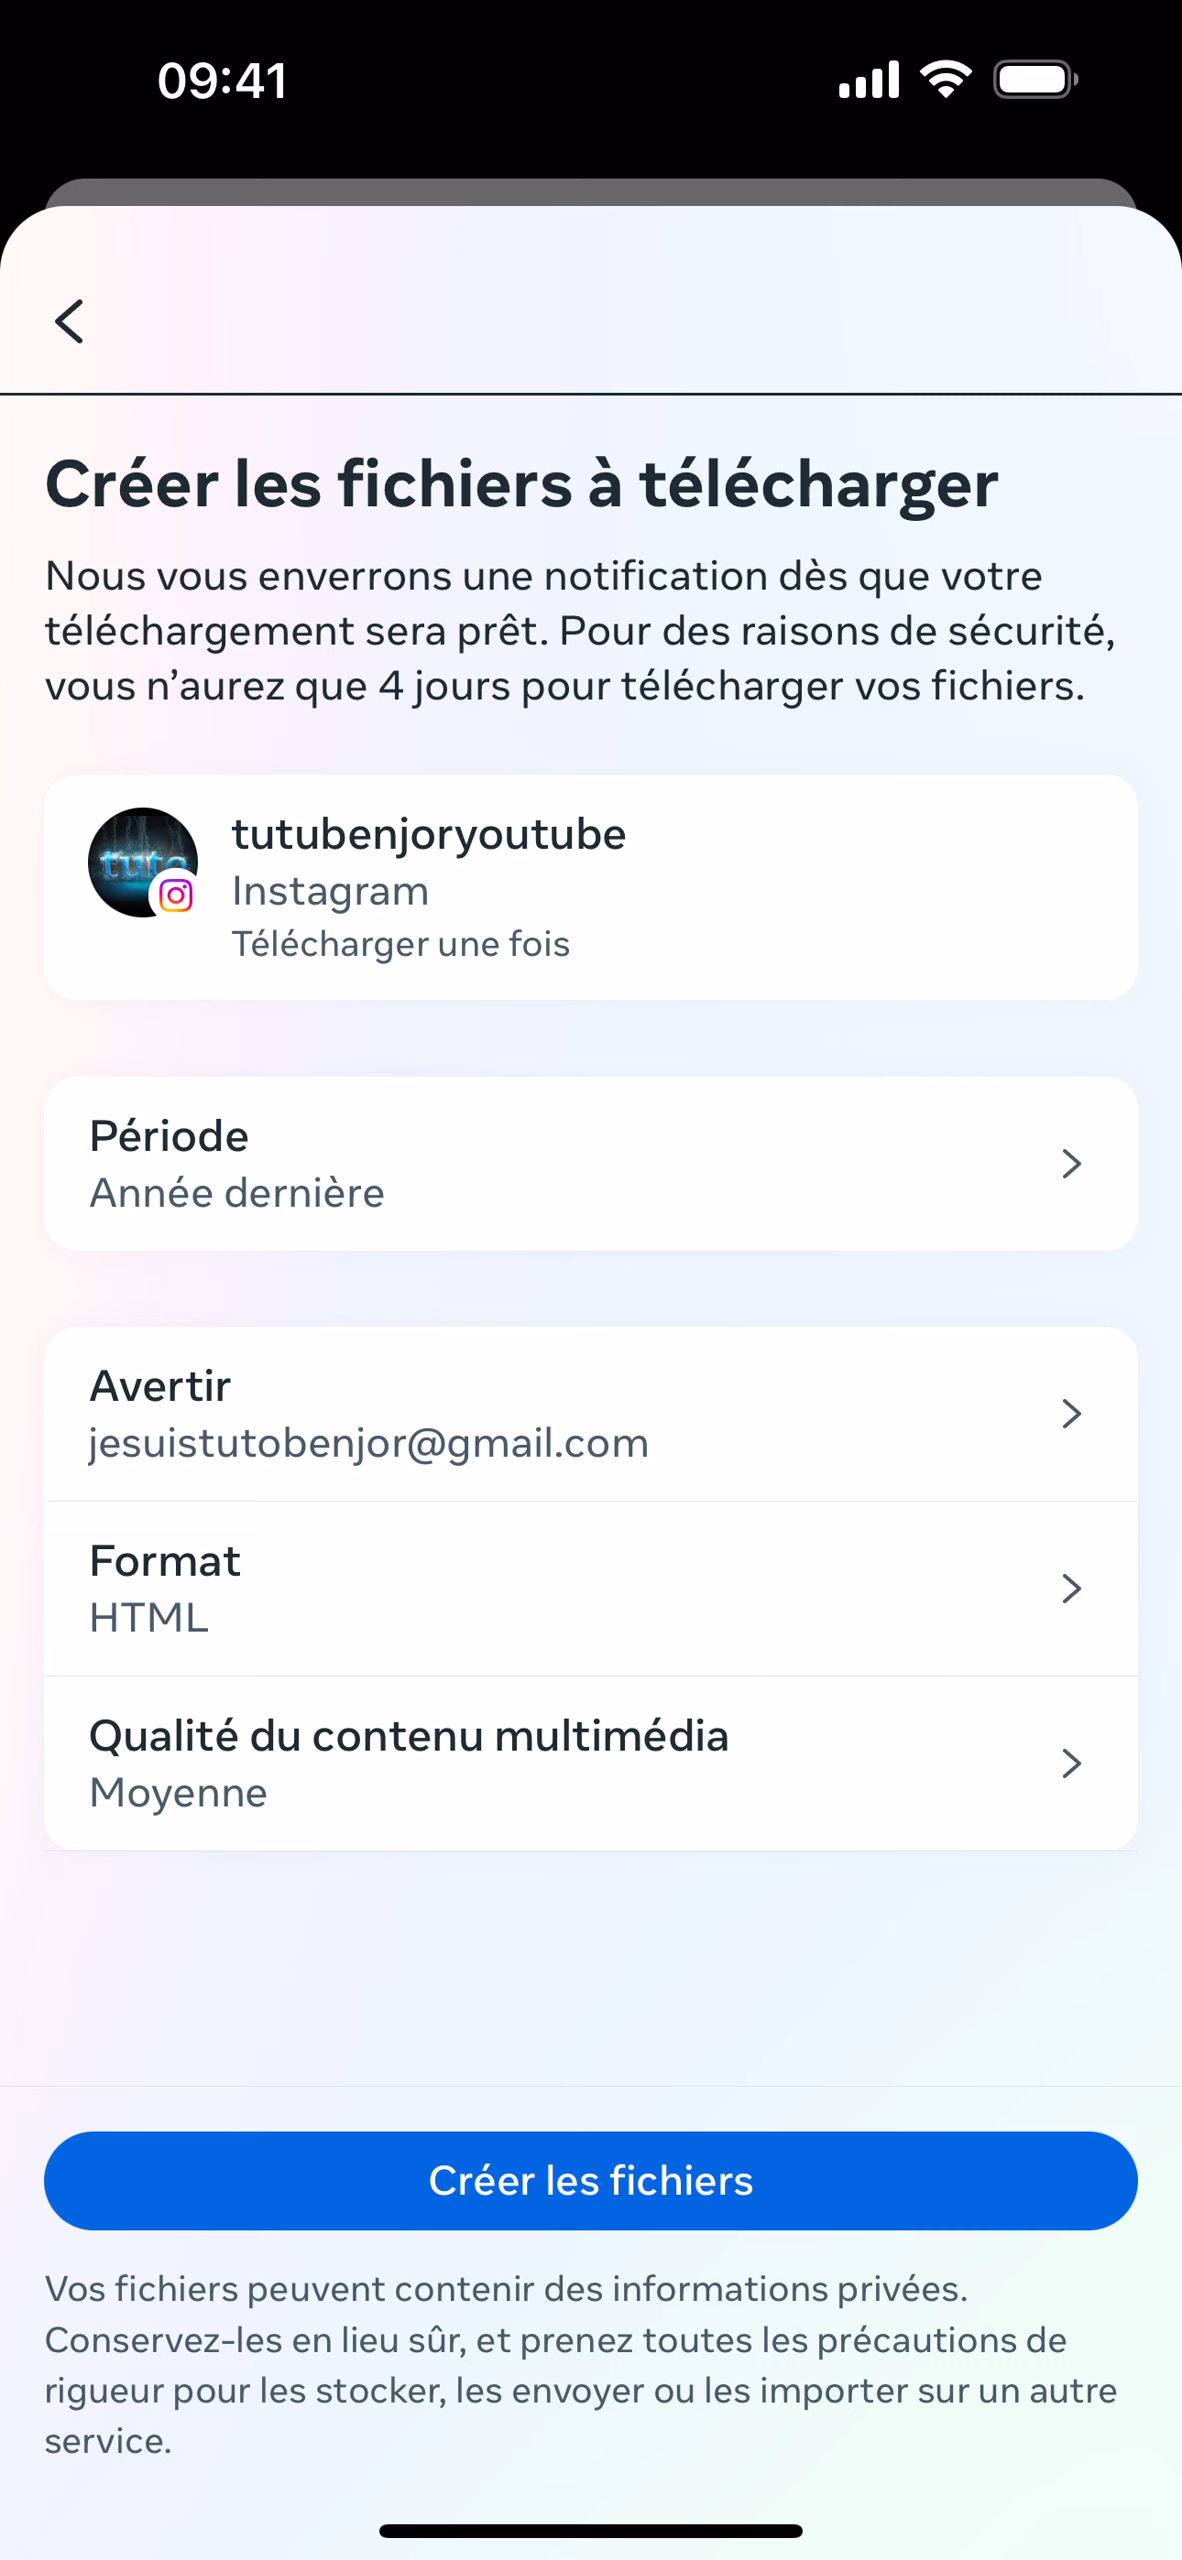 09:41
Créer les fichiers à télécharger
Nous vous enverrons une notification dès que votre
téléchargement sera prêt. Pour des raisons de sécurité,
vous n’aurez que 4 jours pour télécharger vos fichiers.
tuto
tutubenjoryoutube
Instagram
Télécharger une fois
Période
Année dernière
Avertir
jesuistutobenjor@gmail.com
Format
HTML
Qualité du contenu multimédia
Moyenne
Créer les fichiers
Vos fichiers peuvent contenir des informations privées.
Conservez-les en lieu sûr, et prenez toutes les précautions de
rigueur pour les stocker, les envoyer ou les importer sur un autre
service.